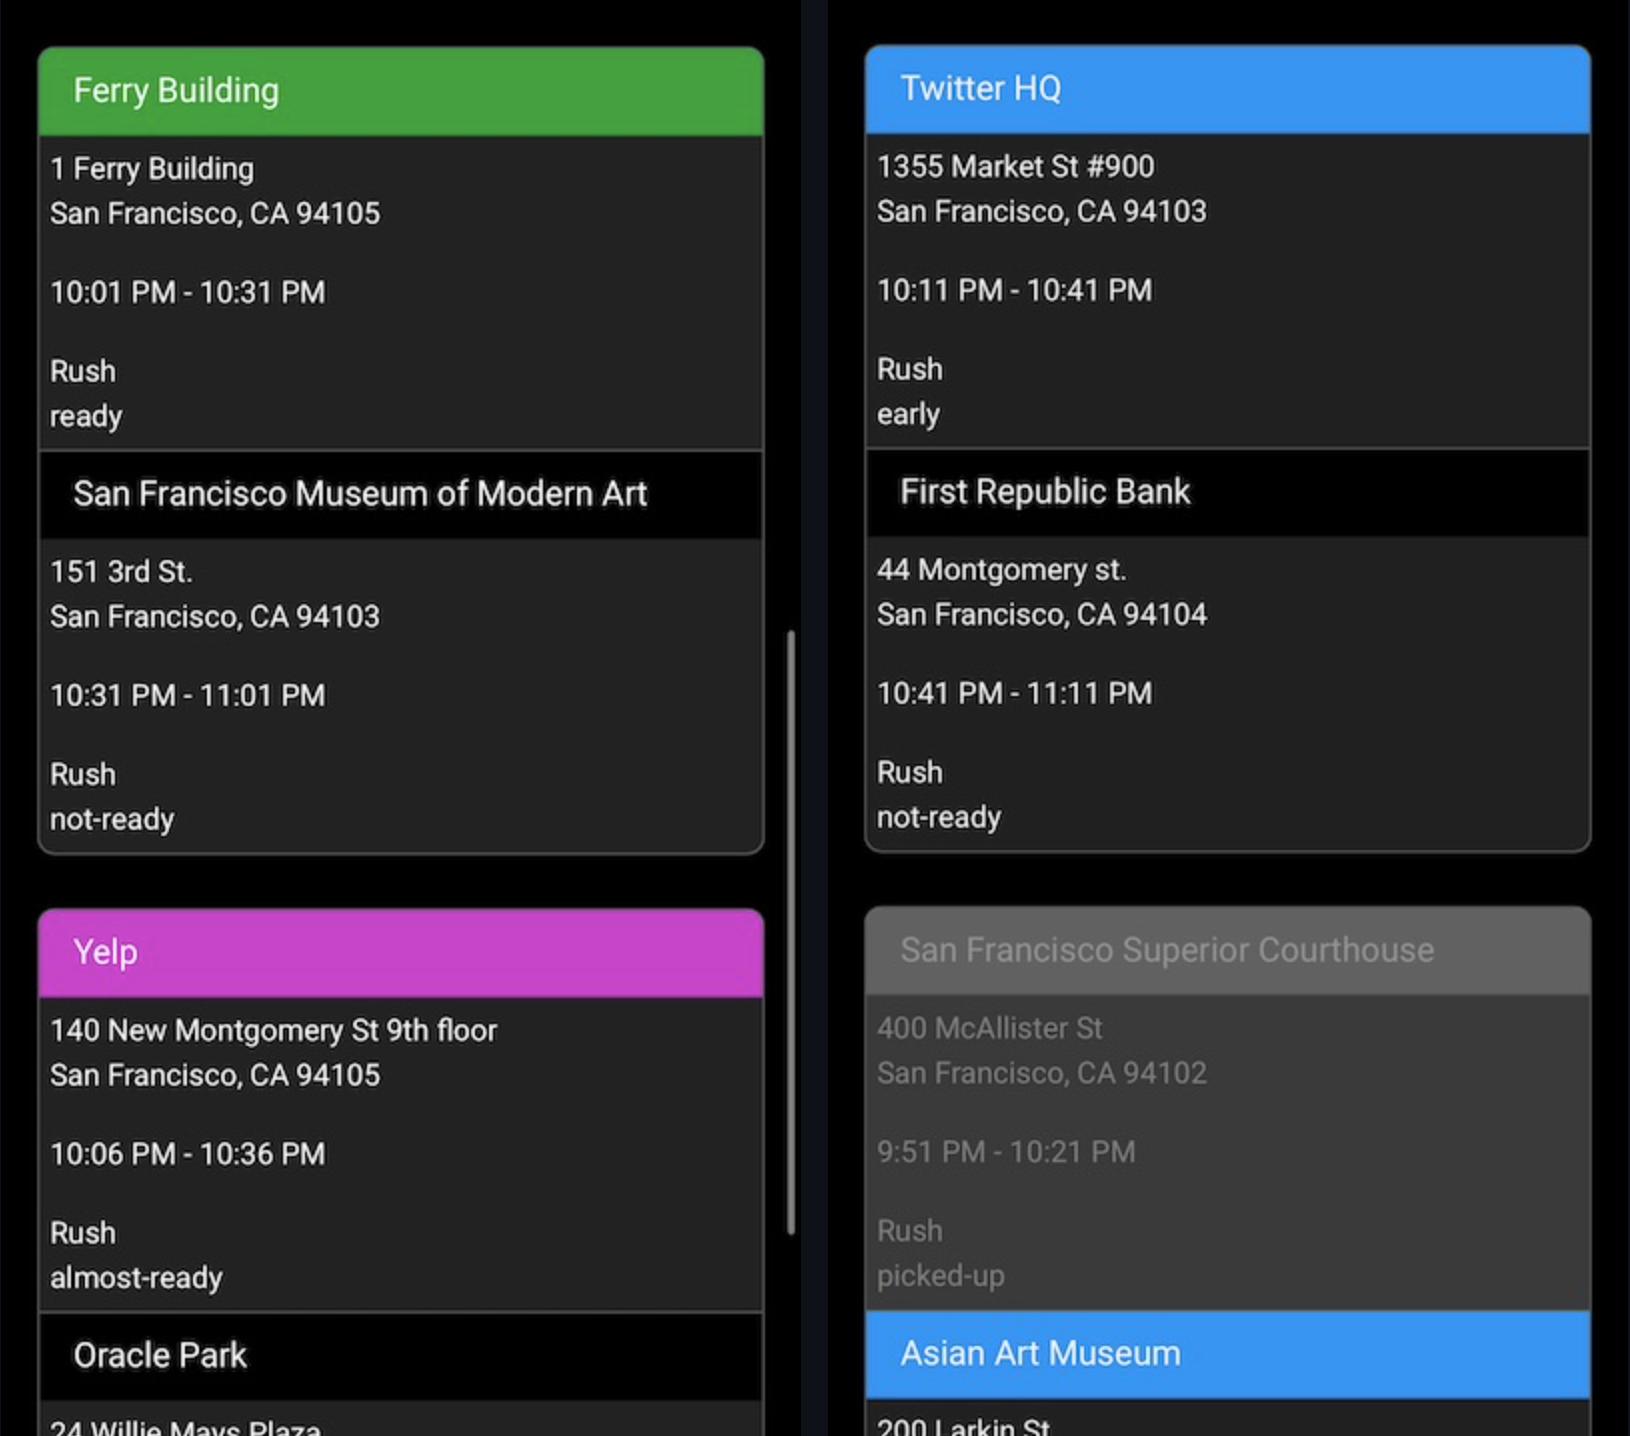 Ferry Building
1 Ferry Building
San Francisco, CA 94105
10:01 PM - 10:31 PM
Rush
ready
San Francisco Museum of Modern Art
151 3rd St.
San Francisco, CA 94103
10:31 PM - 11:01 PM
Rush
not-ready
Yelp
140 New Montgomery St 9th floor
San Francisco, CA 94105
10:06 PM - 10:36 PM
Rush
almost-ready
Oracle Park
24 Willie Mays Plaza
Twitter HQ
1355 Market St #900
San Francisco, CA 94103
10:11 PM - 10:41 PM
Rush
early
First Republic Bank
44 Montgomery st.
San Francisco, CA 94104
10:41 PM - 11:11 PM
Rush
not-ready
San Francisco Superior Courthouse
400 McAllister St
San Francisco, CA 94102
9:51 PM - 10:21 PM
Rush
picked-up
Asian Art Museum
200 Larkin St